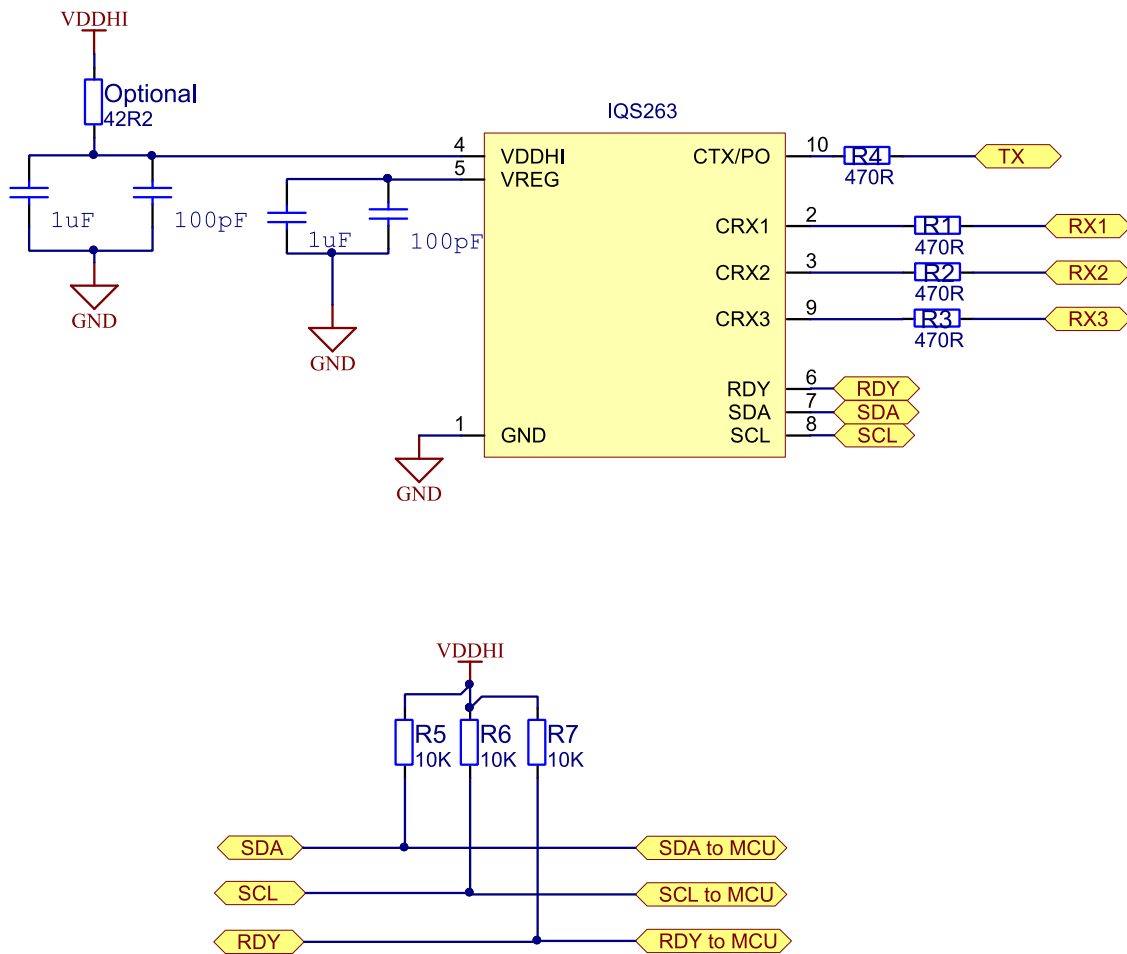 VDDHI
Optional
42R2
1uF
100pF
GND
1uF
100pF
GND
IQS263
4 VDDHI
5 VREG
1 GND
GND
CTX/PO 10 R4 TX
470R
CRX1 2 R1 RX1
470R
CRX2 3 R2 RX2
470R
CRX3 9 R3 RX3
470R
RDY 6 RDY
SDA 7 SDA
SCL 8 SCL
VDDHI
R5 R6 R7
10K 10K 10K
SDA SDA to MCU
SCL SCL to MCU
RDY RDY to MCU